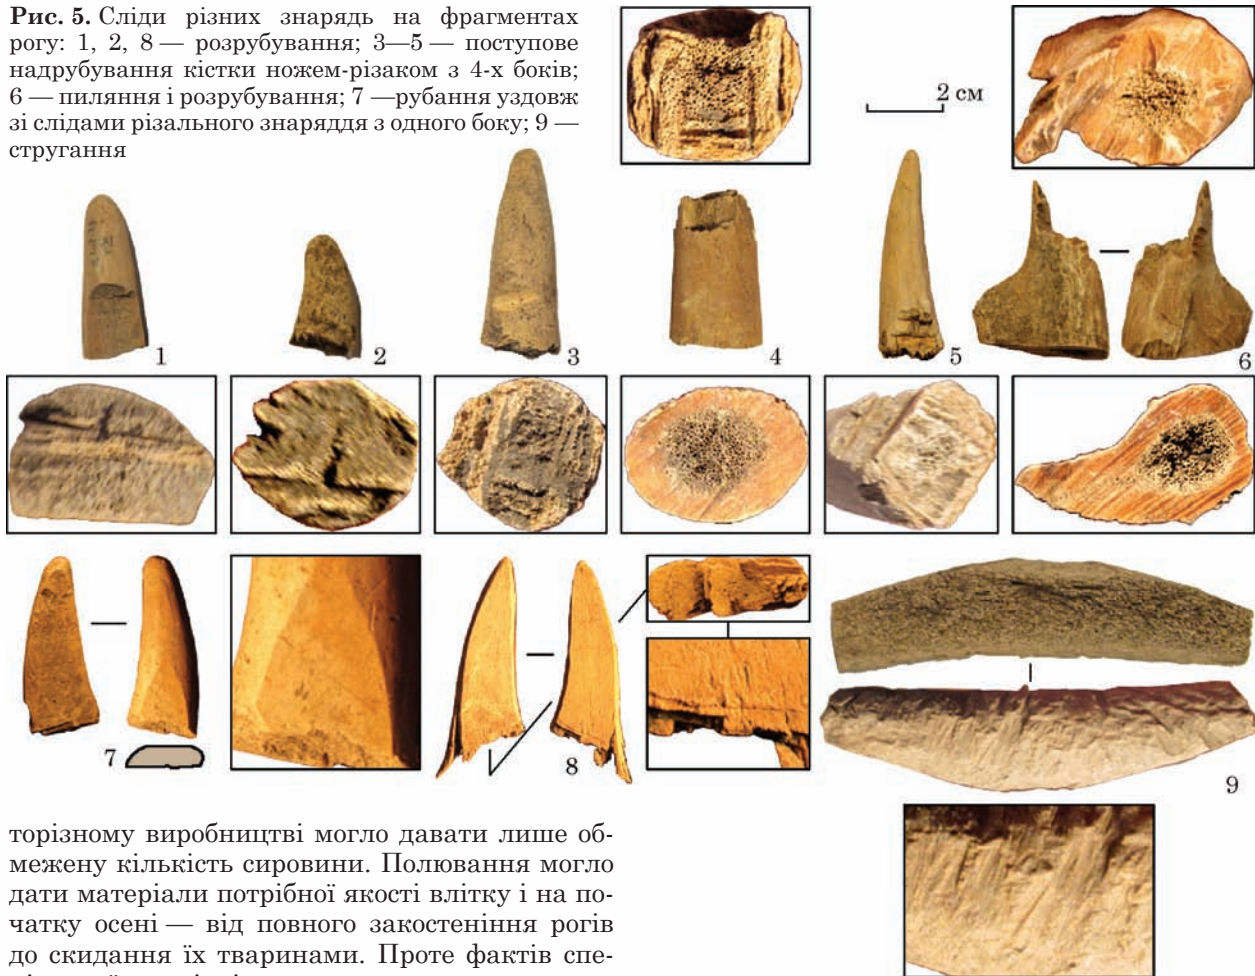 Рис. 5. Сліди різних знарядь на фрагментах
рогу: 1, 2, 8 — розрубування; 3—5 — поступове
надрубування кістки ножем-різаком з 4-х боків;
6 — пиляння і розрубування; 7 —рубання уздовж
зі слідами різального знаряддя з одного боку; 9 —
стругання
2 см
1
2
3
4
5
6
7
8
9
торізному виробництві могло давати лише об-
межену кількість сировини. Полювання могло
дати матеріали потрібної якості влітку і на по-
чатку осені — від повного закостеніння рогів
до скидання їх тваринами. Проте фактів спе-